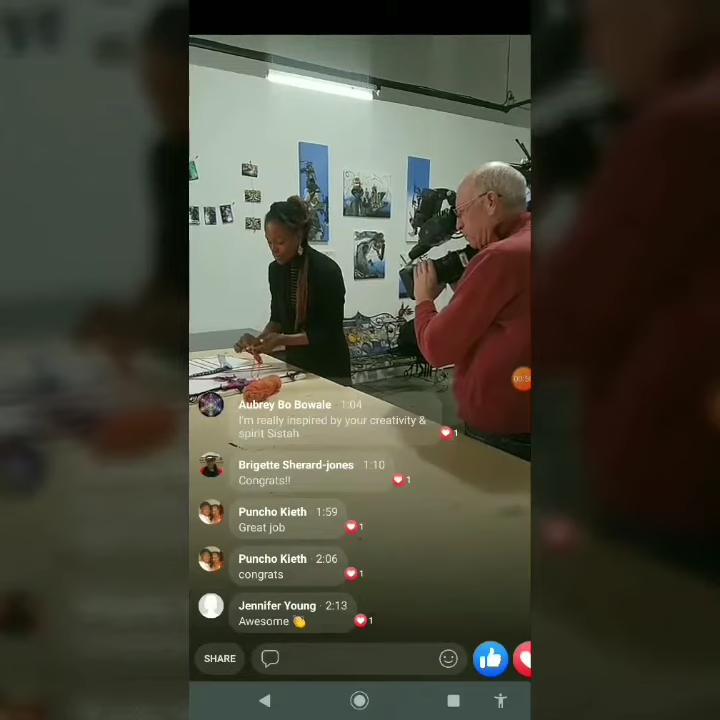 00:56
Aubrey Bo Bowale · 1:04
I'm really inspired by your creativity &
spirit Sistah
1
Brigette Sherard-jones · 1:10
Congrats!!
1
Puncho Kieth · 1:59
Great job
1
Puncho Kieth · 2:06
congrats
1
Jennifer Young · 2:13
Awesome 👏
1
SHARE